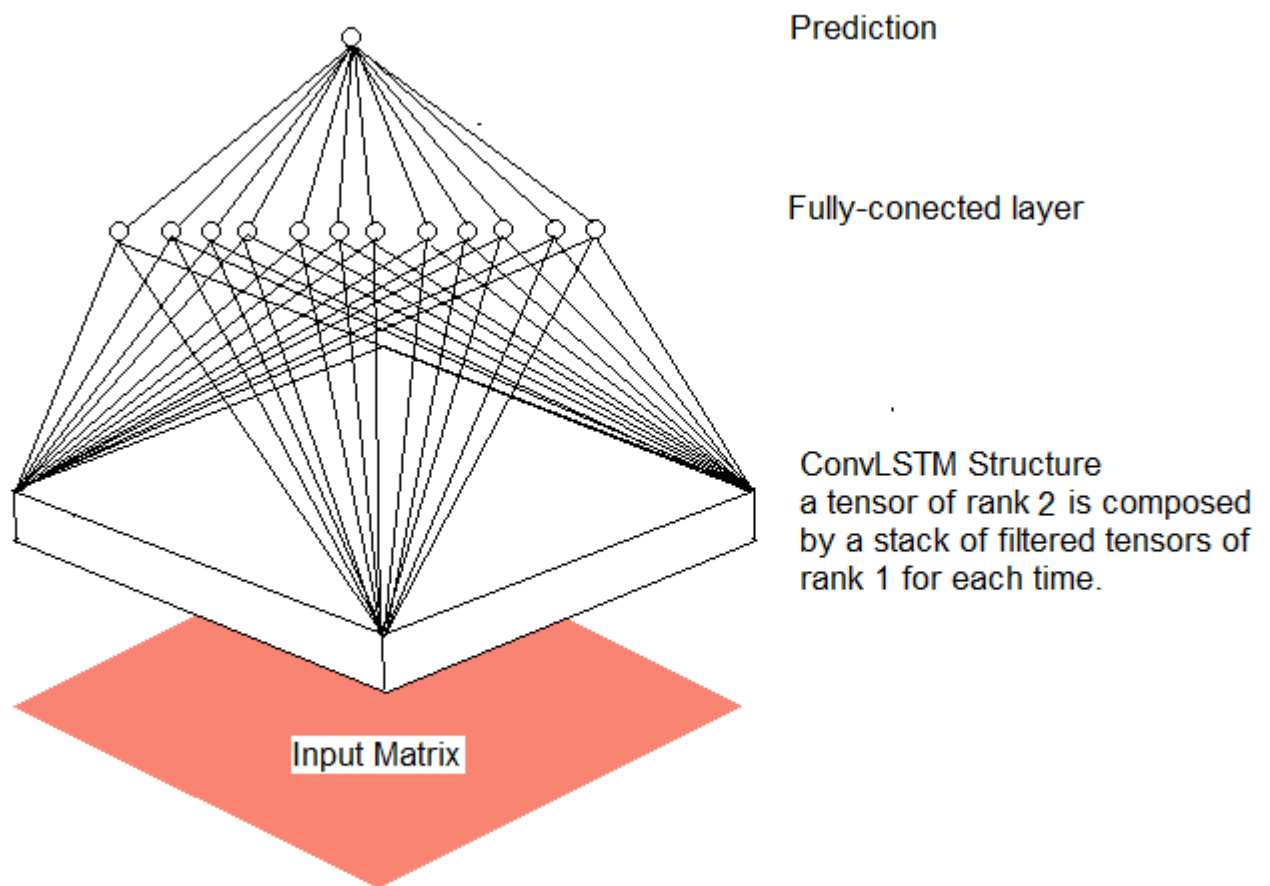 Prediction
Fully-conected layer
ConvLSTM Structure
a tensor of rank 2 is composed
by a stack of filtered tensors of
rank 1 for each time.
Input Matrix